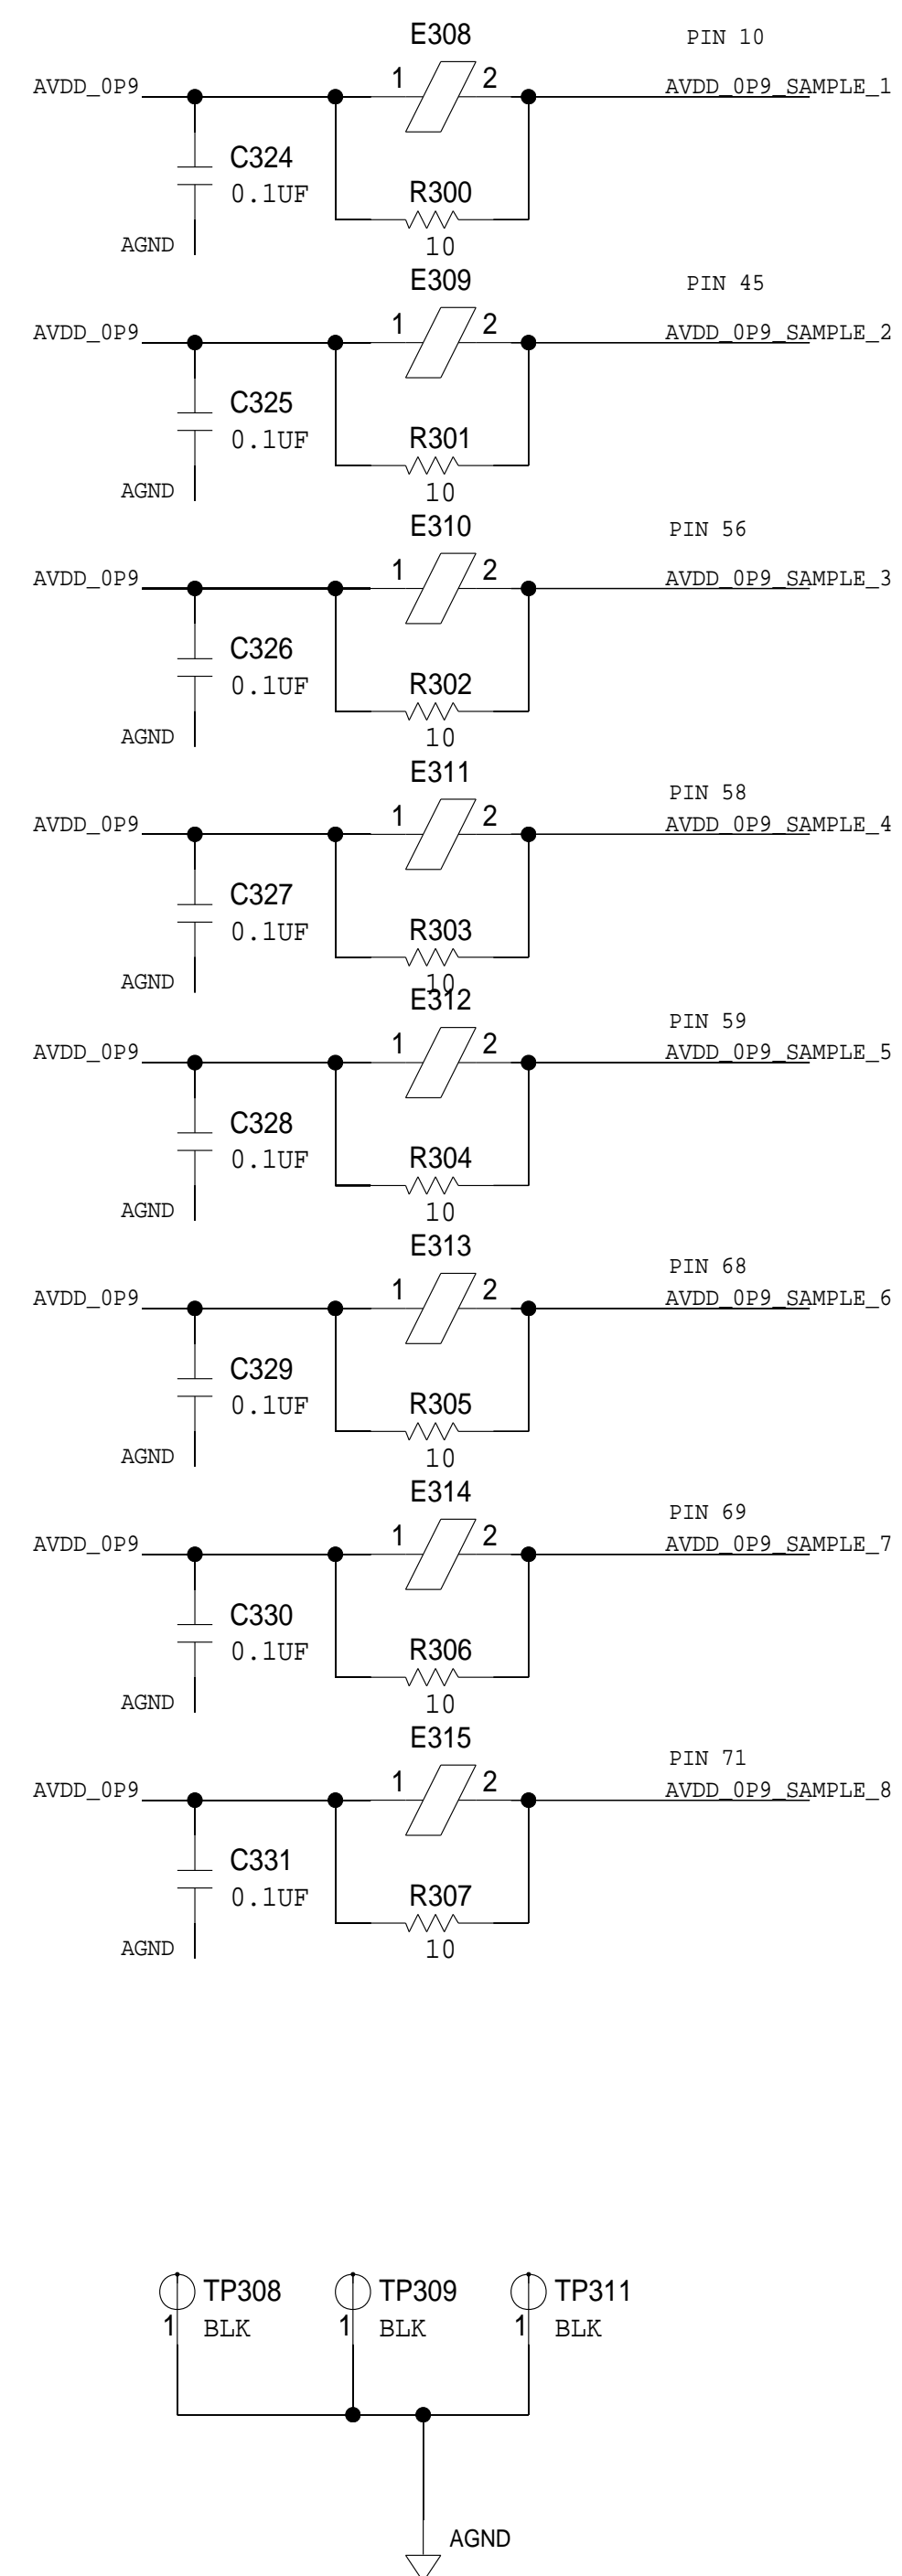 E308
PIN 10
AVDD_0P9
1
2
AVDD_0P9_SAMPLE_1
C324
0.1UF
R300
10
AGND
E309
PIN 45
AVDD_0P9
1
2
AVDD_0P9_SAMPLE_2
C325
0.1UF
R301
10
AGND
E310
PIN 56
AVDD_0P9
1
2
AVDD_0P9_SAMPLE_3
C326
0.1UF
R302
10
AGND
E311
PIN 58
AVDD_0P9
1
2
AVDD_0P9_SAMPLE_4
C327
0.1UF
R303
10
AGND
E312
PIN 59
AVDD_0P9
1
2
AVDD_0P9_SAMPLE_5
C328
0.1UF
R304
10
AGND
E313
PIN 68
AVDD_0P9
1
2
AVDD_0P9_SAMPLE_6
C329
0.1UF
R305
10
AGND
E314
PIN 69
AVDD_0P9
1
2
AVDD_0P9_SAMPLE_7
C330
0.1UF
R306
10
AGND
E315
PIN 71
AVDD_0P9
1
2
AVDD_0P9_SAMPLE_8
C331
0.1UF
R307
10
AGND
TP308
1
BLK
TP309
1
BLK
TP311
1
BLK
AGND